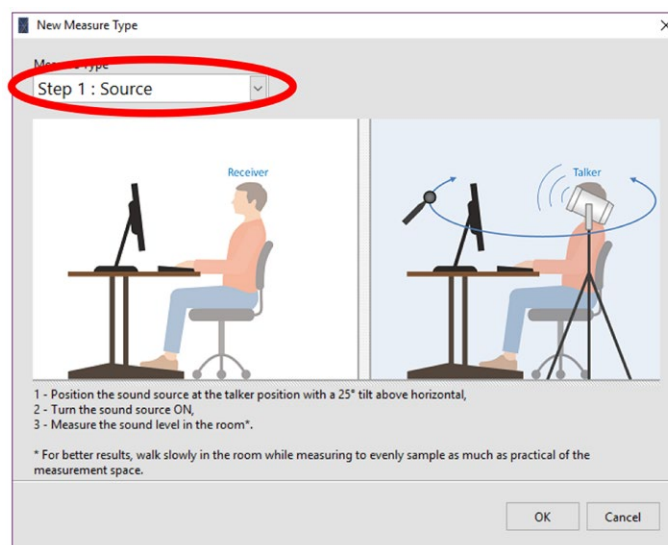 New Measure Type
Measure Type
Step 1 : Source
Receiver
Talker
1 - Position the sound source at the talker position with a 25° tilt above horizontal,
2 - Turn the sound source ON,
3 - Measure the sound level in the room*.
* For better results, walk slowly in the room while measuring to evenly sample as much as practical of the
measurement space.
OK
Cancel